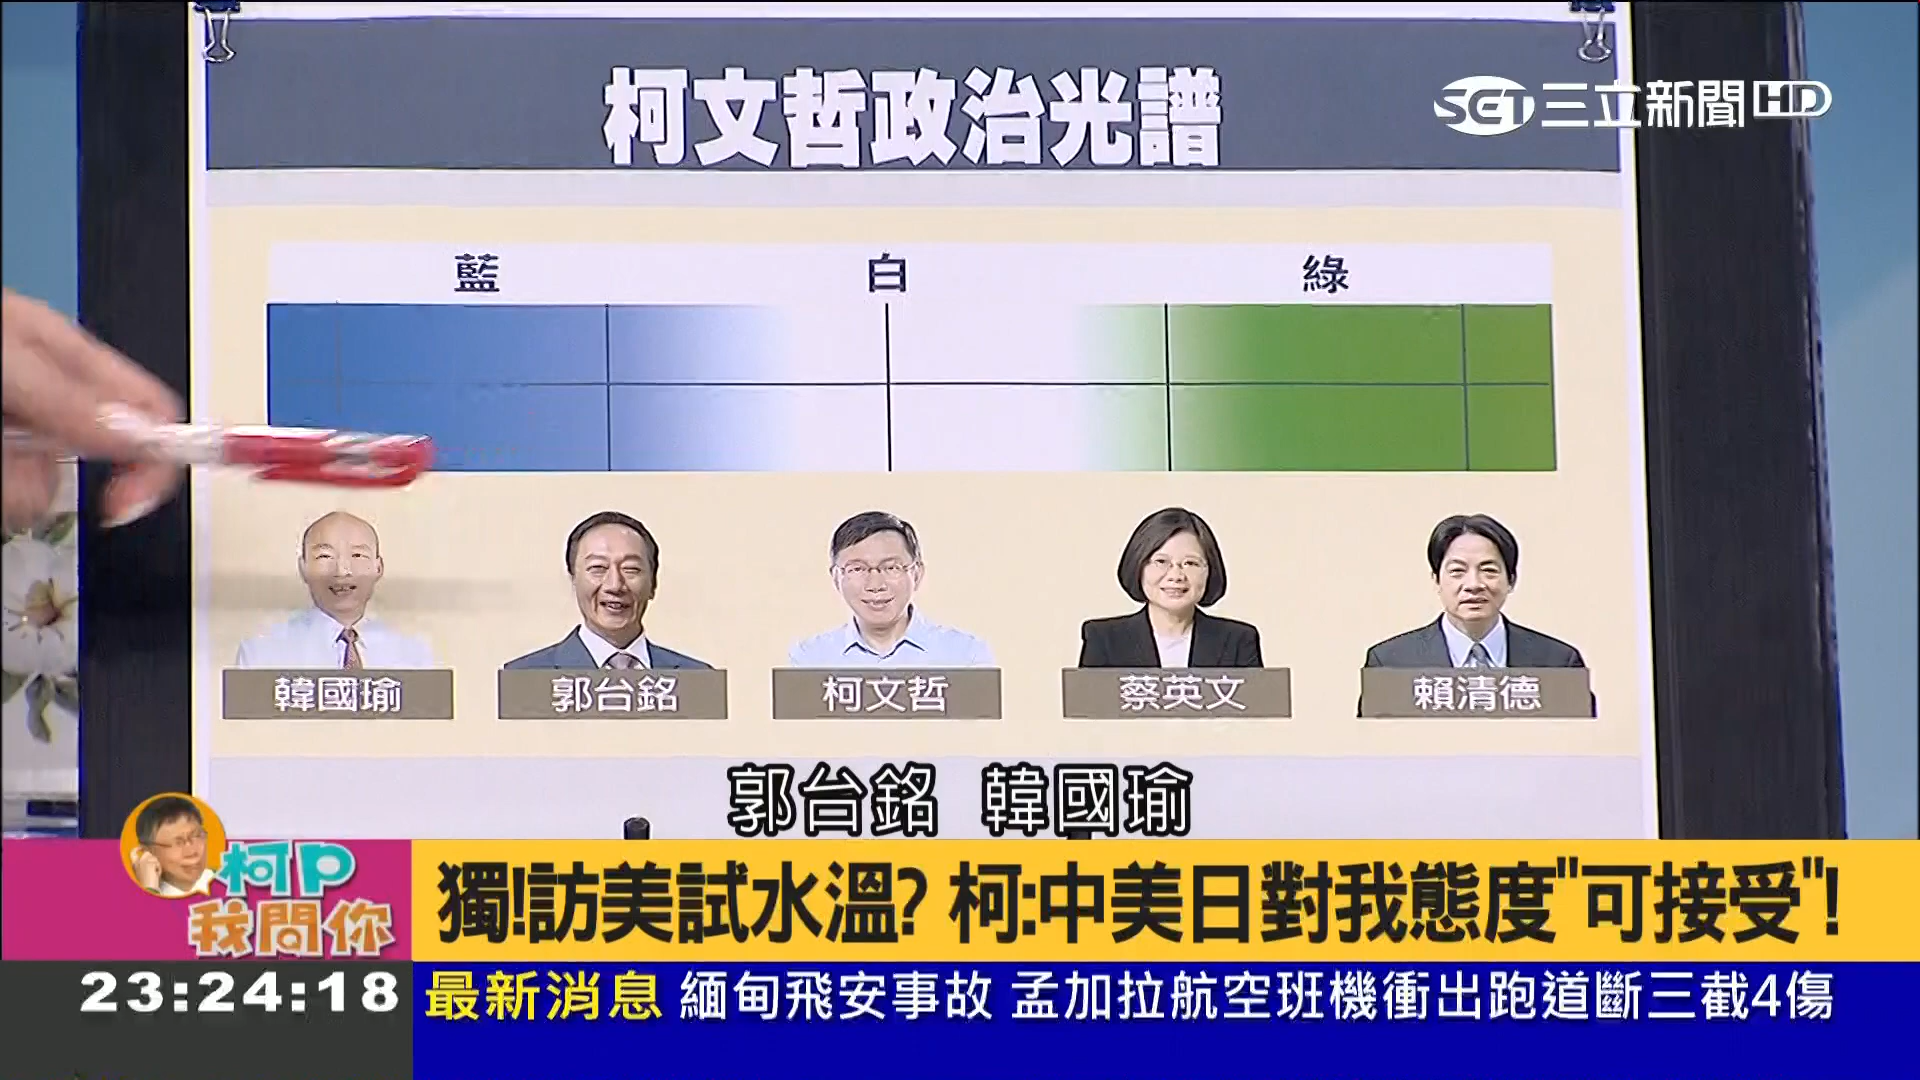 柯文哲政治光譜
SET三立新聞HD
藍 白 綠
韓國瑜 郭台銘 柯文哲 蔡英文 賴清德
郭台銘 韓國瑜
柯P我問你
獨!訪美試水溫? 柯:中美日對我態度"可接受"!
23:24:18 最新消息 緬甸飛安事故 孟加拉航空班機衝出跑道斷三截4傷